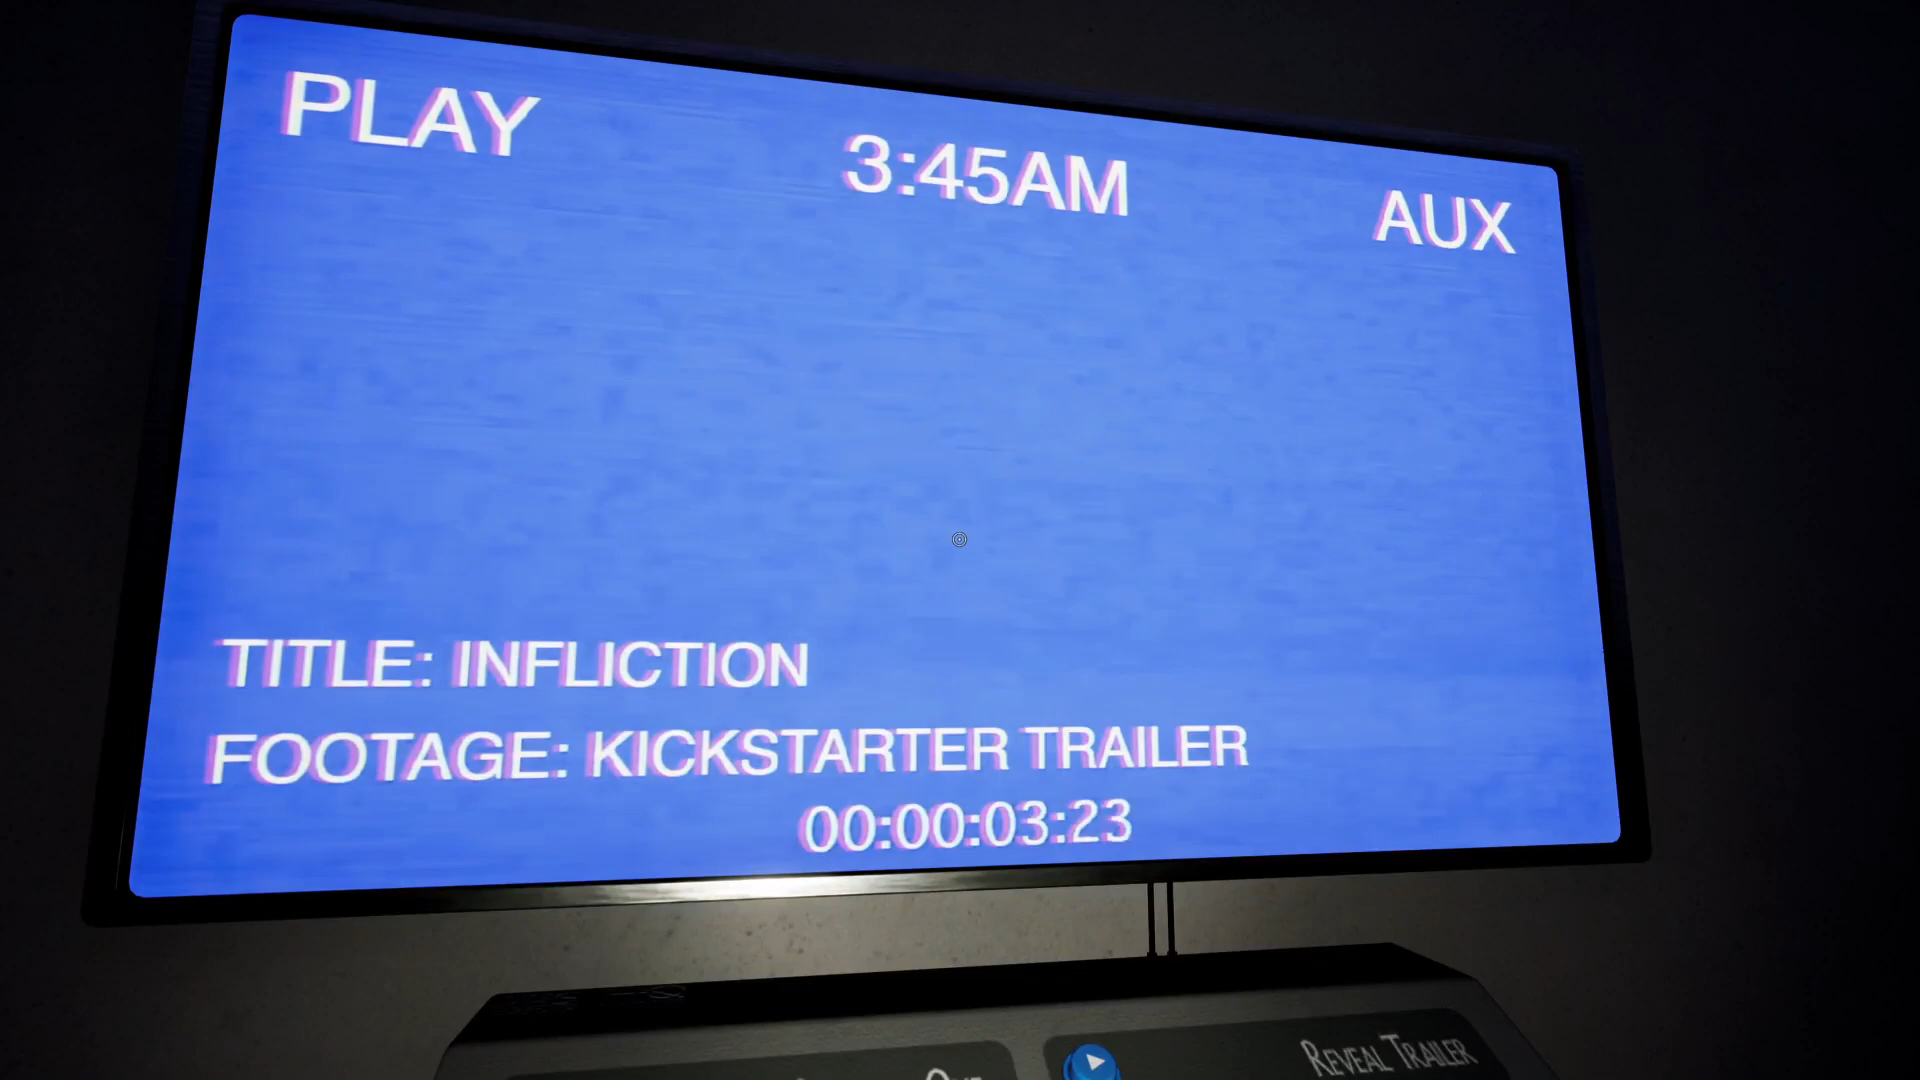 PLAY
3:45AM
AUX
TITLE: INFLICTION
FOOTAGE: KICKSTARTER TRAILER
00:00:03:23
REVEAL TRAILER